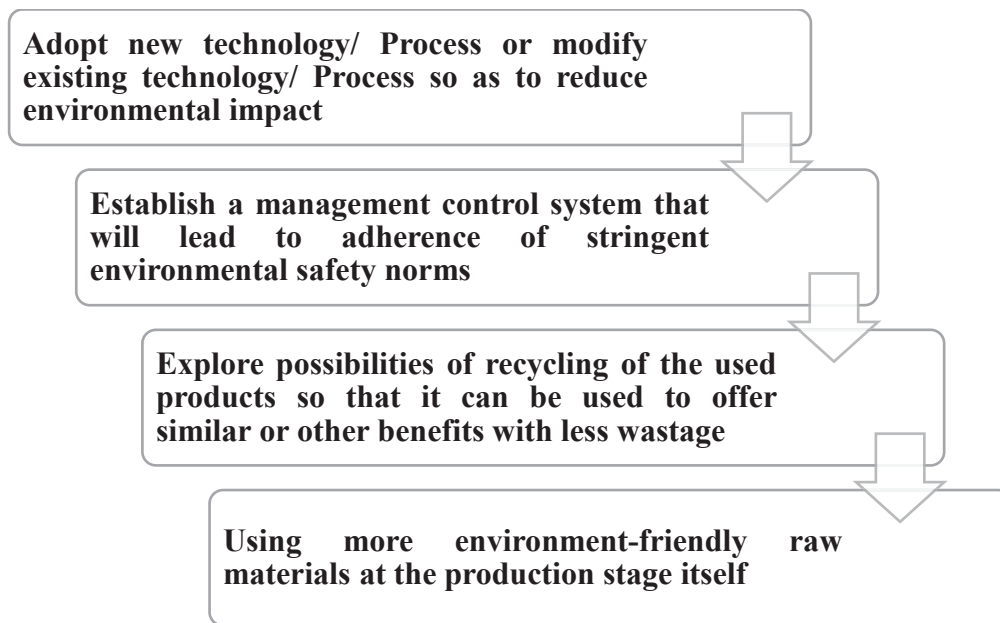 Adopt new technology/ Process or modify
existing technology/ Process so as to reduce
environmental impact
Establish a management control system that
will lead to adherence of stringent
environmental safety norms
Explore possibilities of recycling of the used
products so that it can be used to offer
similar or other benefits with less wastage
Using more environment-friendly raw
materials at the production stage itself